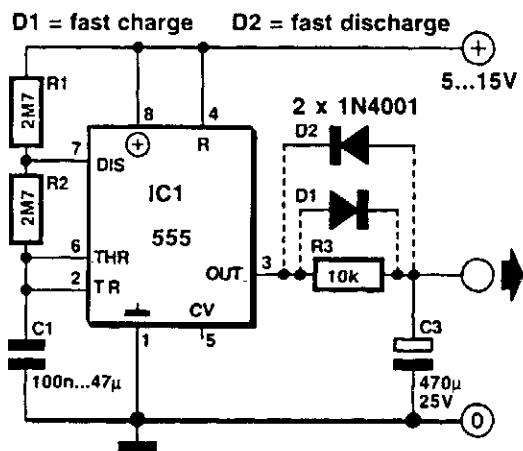 D1 = fast charge D2 = fast discharge
+
5...15V
R1
2M7
8
4
2 x 1N4001
D2
7
DIS
+
R
R2
2M7
IC1
D1
555
6
THR
R3
3
OUT
10k
2
TR
CV
C1
1
5
C3
100n...47μ
470μ
25V
0